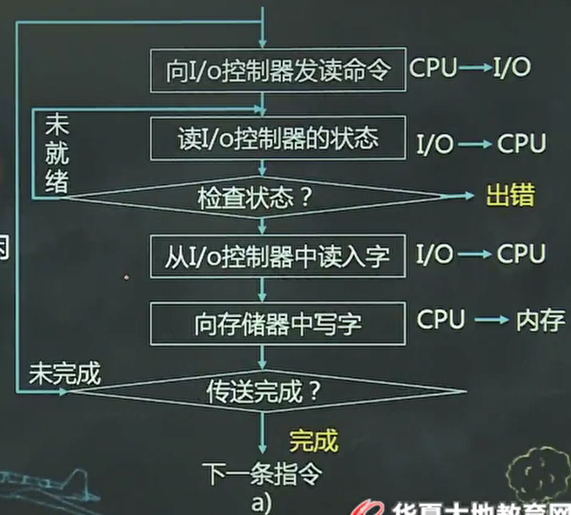 向I/o控制器发读命令 CPU→I/O
读I/o控制器的状态 I/O→CPU
未就绪
检查状态？ 出错
从I/o控制器中读入字 I/O→CPU
向存储器中写字 CPU→内存
未完成
传送完成？
完成
下一条指令
a)
华夏大地教育网